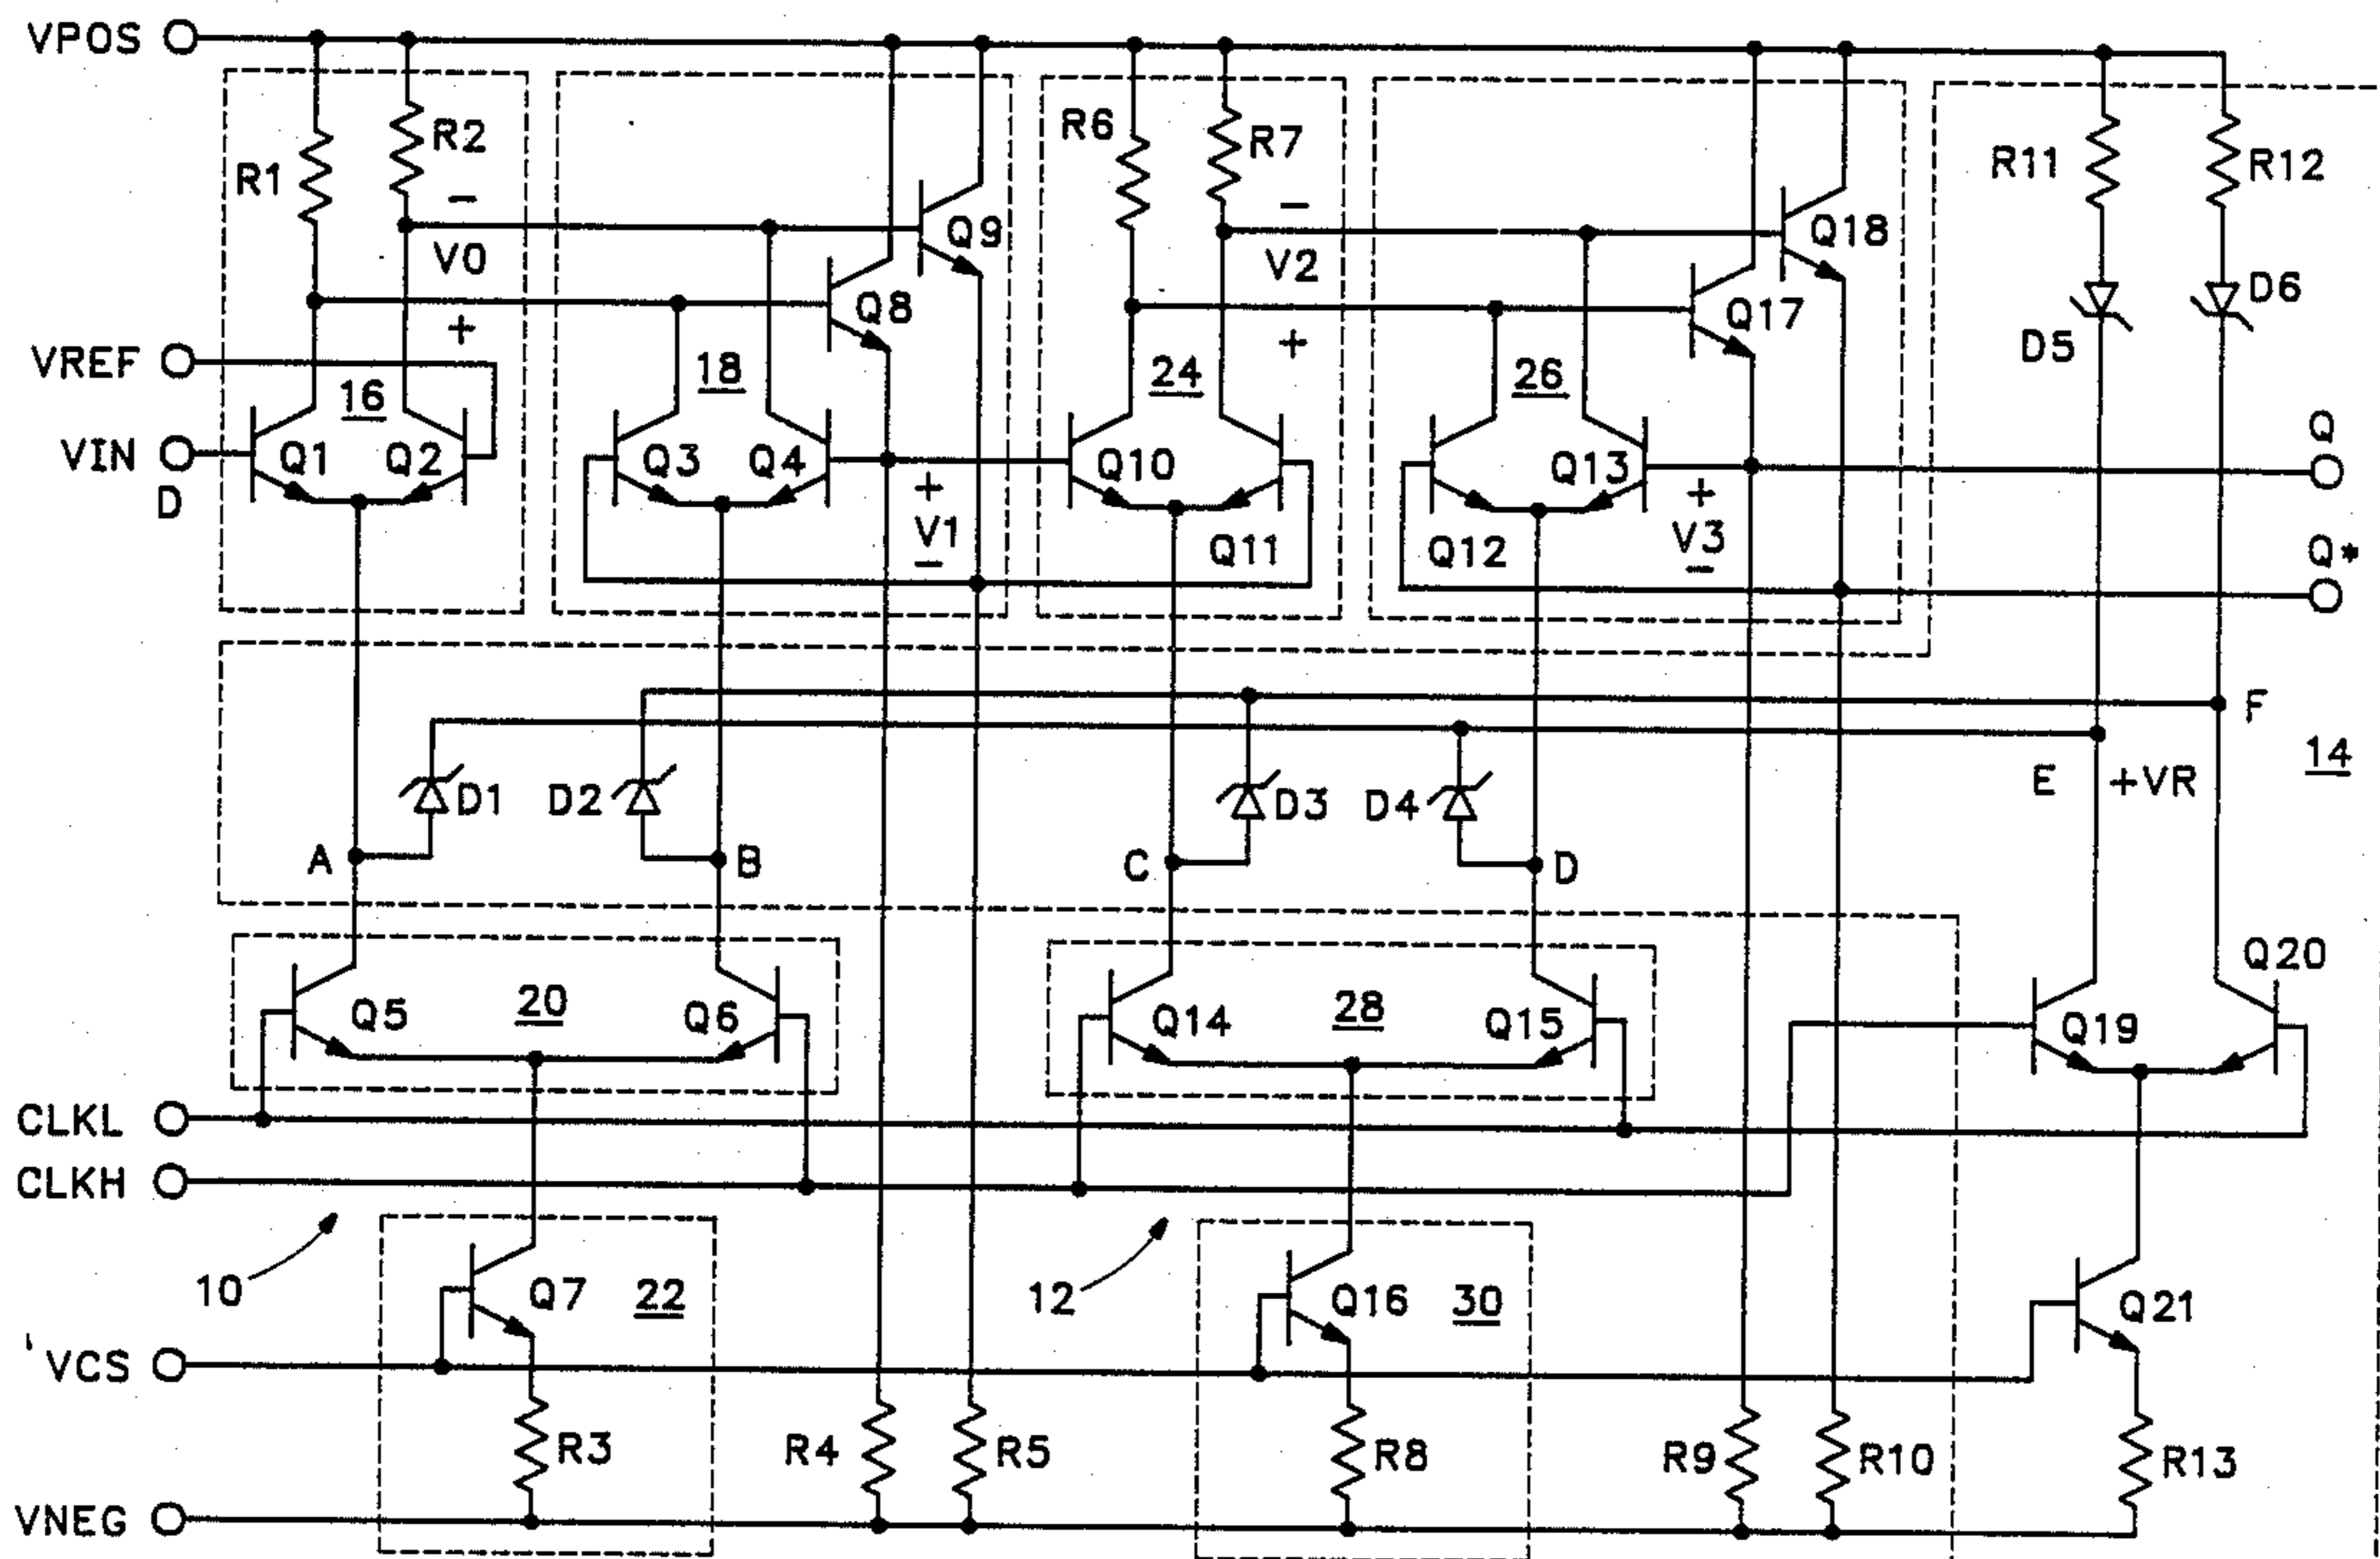 VPOS
R1
R2
−
V0
+
Q9
Q8
R6
R7
−
V2
+
Q18
Q17
R11
R12
D5
D6
VREF
16
18
24
26
VIN
D
Q1
Q2
Q3
Q4
+
V1
−
Q10
Q11
Q12
Q13
+
V3
−
Q
Q*
F
E
+VR
14
A
D1
D2
B
C
D3
D4
D
Q5
20
Q6
Q14
28
Q15
Q19
Q20
CLKL
CLKH
10
Q7
22
12
Q16
30
Q21
VCS
R3
R4
R5
R8
R9
R10
R13
VNEG